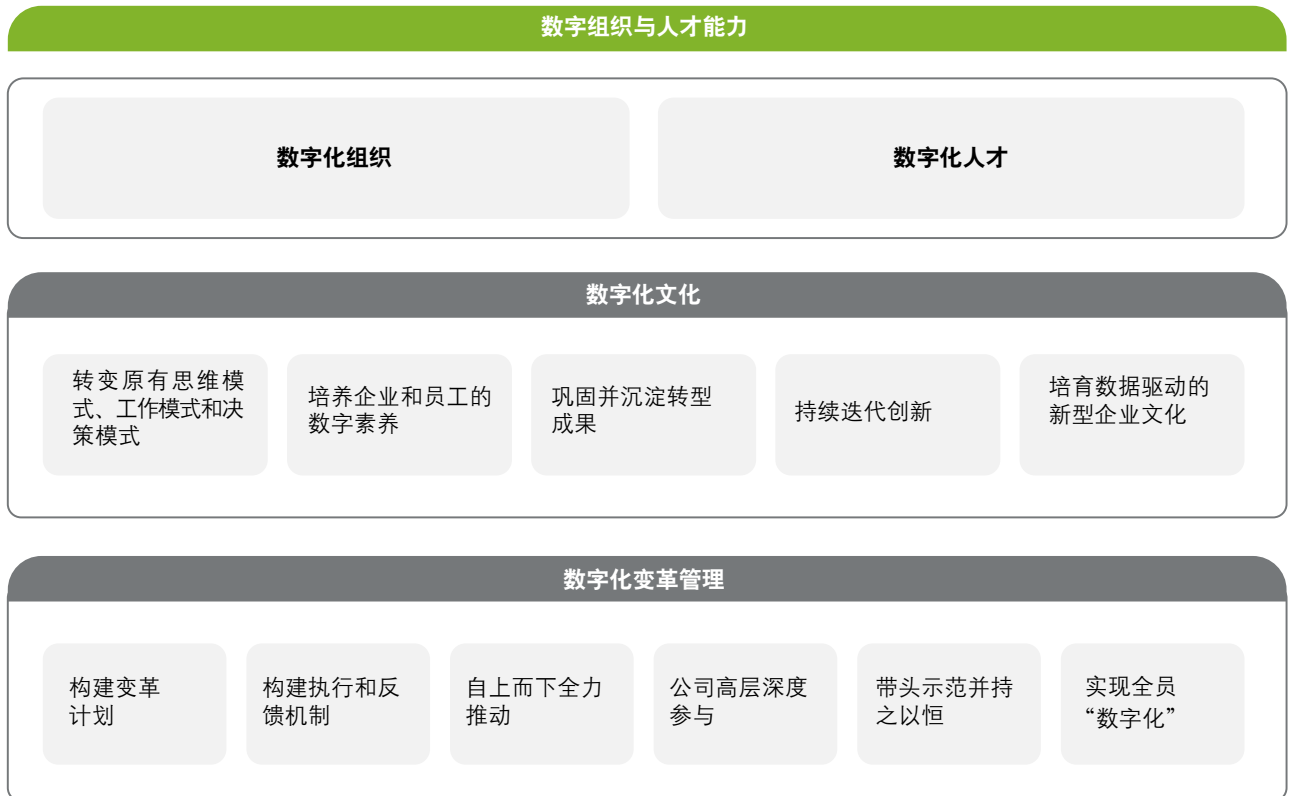 数字组织与人才能力
数字化组织
数字化人才
数字化文化
转变原有思维模
式、工作模式和决
策模式
培养企业和员工的
数字素养
巩固并沉淀转型
成果
持续迭代创新
培育数据驱动的
新型企业文化
数字化变革管理
构建变革
计划
构建执行和反
馈机制
自上而下全力
推动
公司高层深度
参与
带头示范并持
之以恒
实现全员
“数字化”